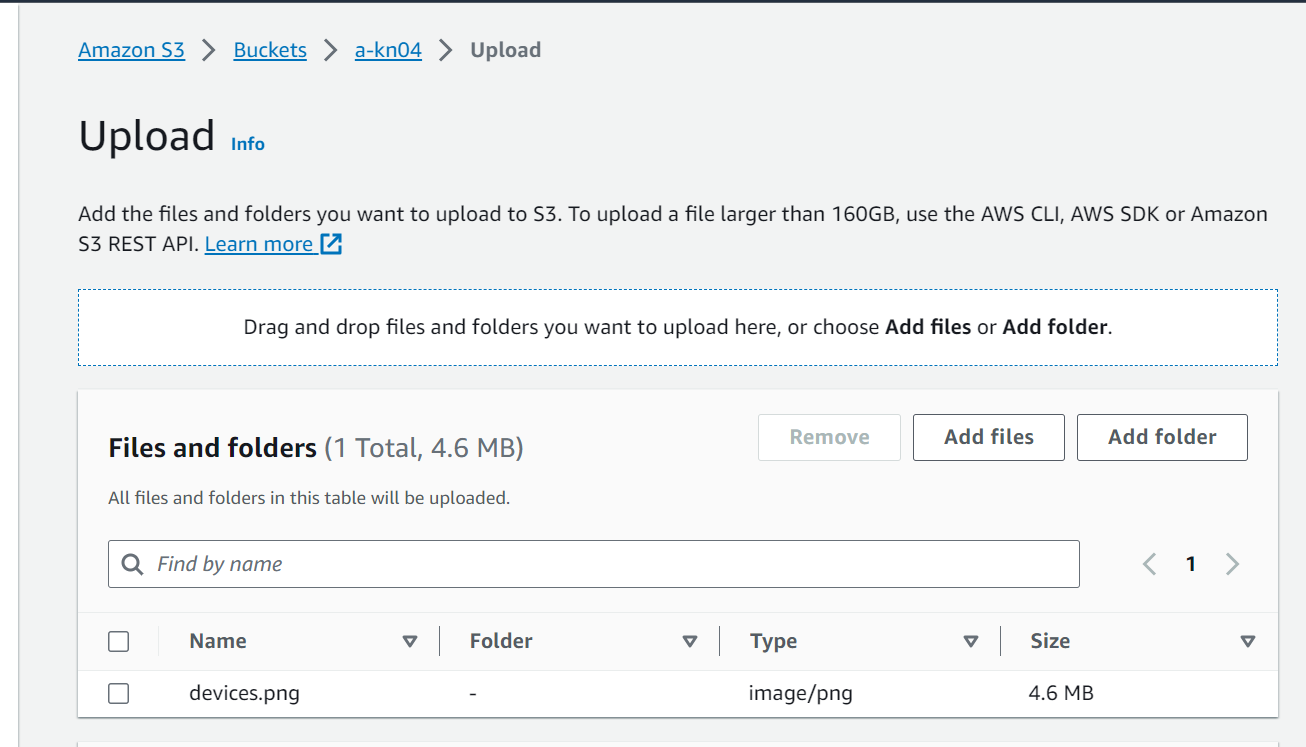 Amazon S3 > Buckets > a-kn04 > Upload
Upload Info
Add the files and folders you want to upload to S3. To upload a file larger than 160GB, use the AWS CLI, AWS SDK or Amazon
S3 REST API. Learn more
Drag and drop files and folders you want to upload here, or choose Add files or Add folder.
Files and folders (1 Total, 4.6 MB)
Remove
Add files
Add folder
All files and folders in this table will be uploaded.
Find by name
1
Name Folder Type Size
devices.png - image/png 4.6 MB